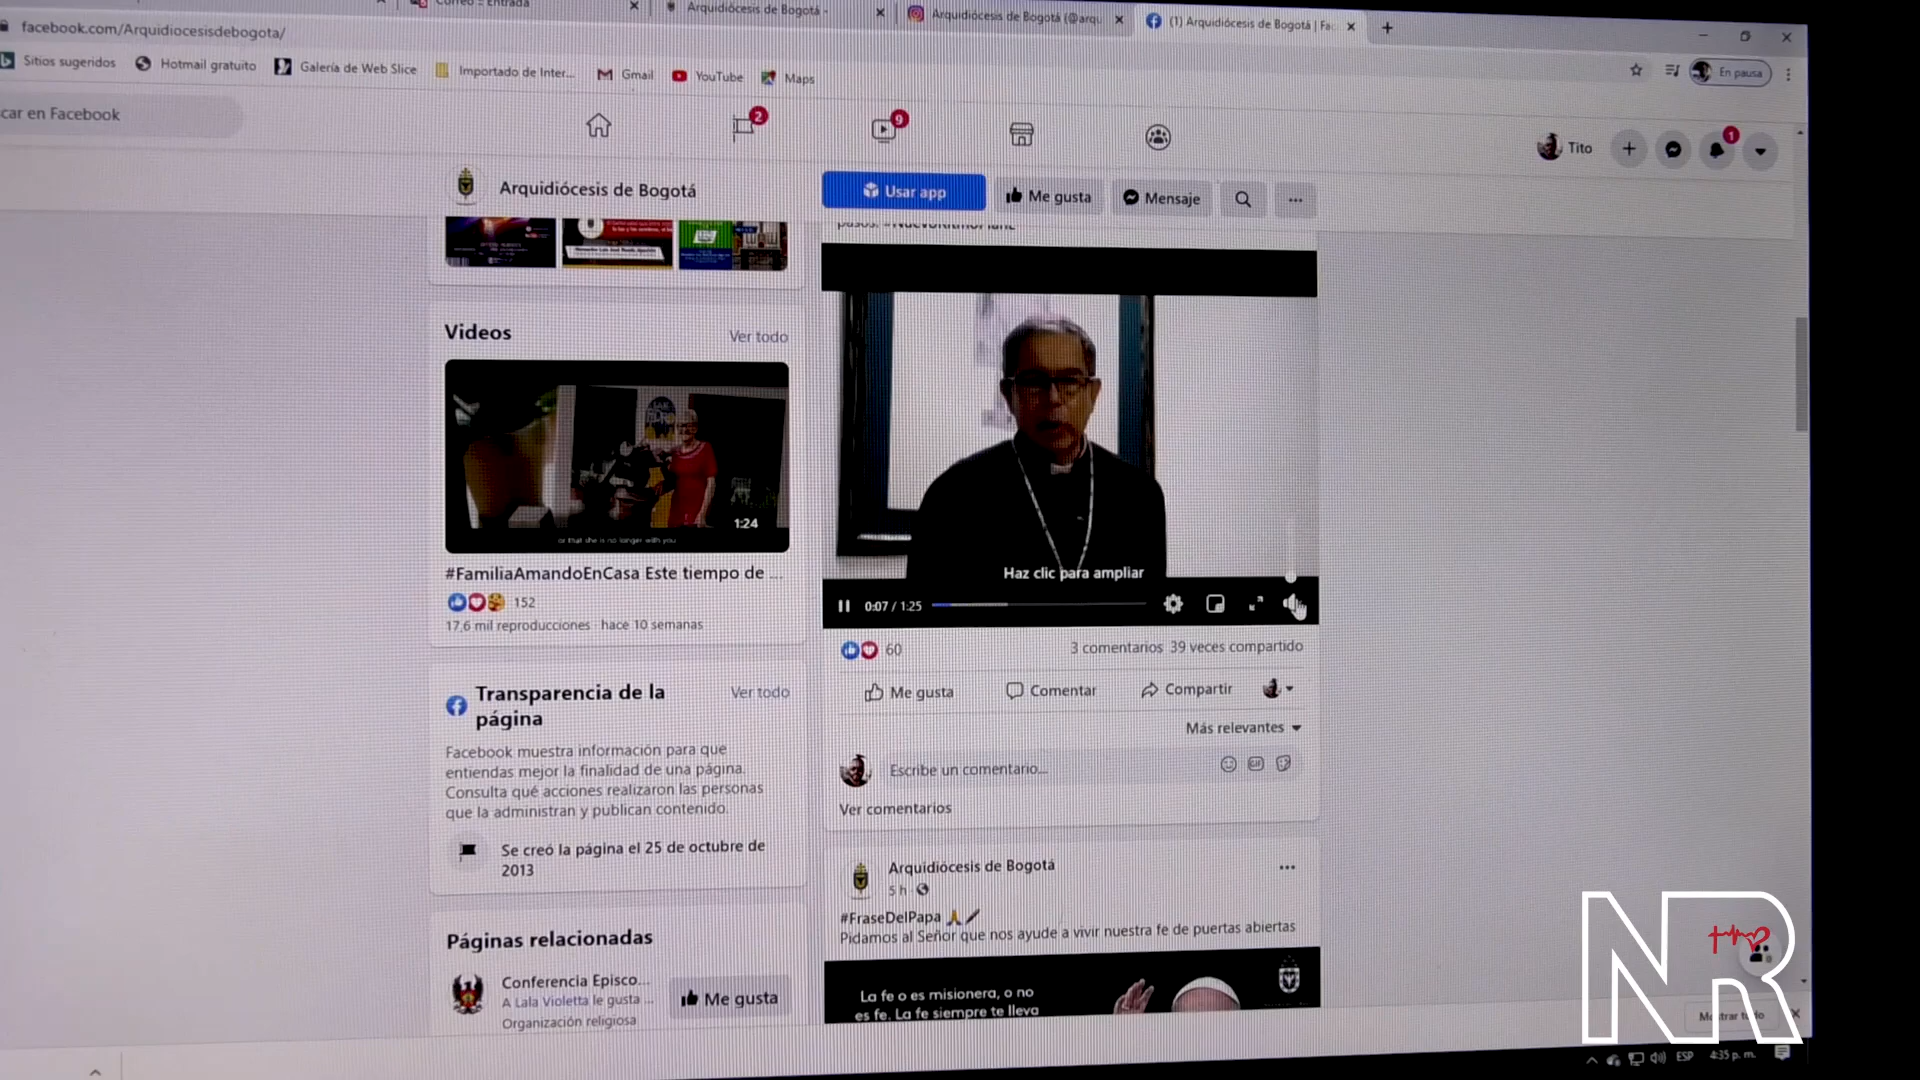 Correo – Entrada
Arquidiócesis de Bogotá -
Arquidiócesis de Bogotá (@arqu
(1) Arquidiócesis de Bogotá | Fac
facebook.com/Arquidiocesisdebogota/
Sitios sugeridos
Hotmail gratuito
Galería de Web Slice
Importado de Inter...
Gmail
YouTube
Maps
En pausa
car en Facebook
2
9
Tito
1
Arquidiócesis de Bogotá
Usar app
Me gusta
Mensaje
Videos
Ver todo
1:24
or that she is no longer with you
#FamiliaAmandoEnCasa Este tiempo de ...
152
17,6 mil reproducciones · hace 10 semanas
Transparencia de la
página
Ver todo
Facebook muestra información para que
entiendas mejor la finalidad de una página.
Consulta qué acciones realizaron las personas
que la administran y publican contenido.
Se creó la página el 25 de octubre de
2013
Páginas relacionadas
Conferencia Episco...
A Lala Violetta le gusta ...
Organización religiosa
Me gusta
Haz clic para ampliar
0:07 / 1:25
60
3 comentarios 39 veces compartido
Me gusta
Comentar
Compartir
Más relevantes
Escribe un comentario...
GIF
Ver comentarios
Arquidiócesis de Bogotá
5 h
#FraseDelPapa
Pidamos al Señor que nos ayude a vivir nuestra fe de puertas abiertas
La fe o es misionera, o no
es fe. La fe siempre te lleva
NR
ESP
4:35 p. m.